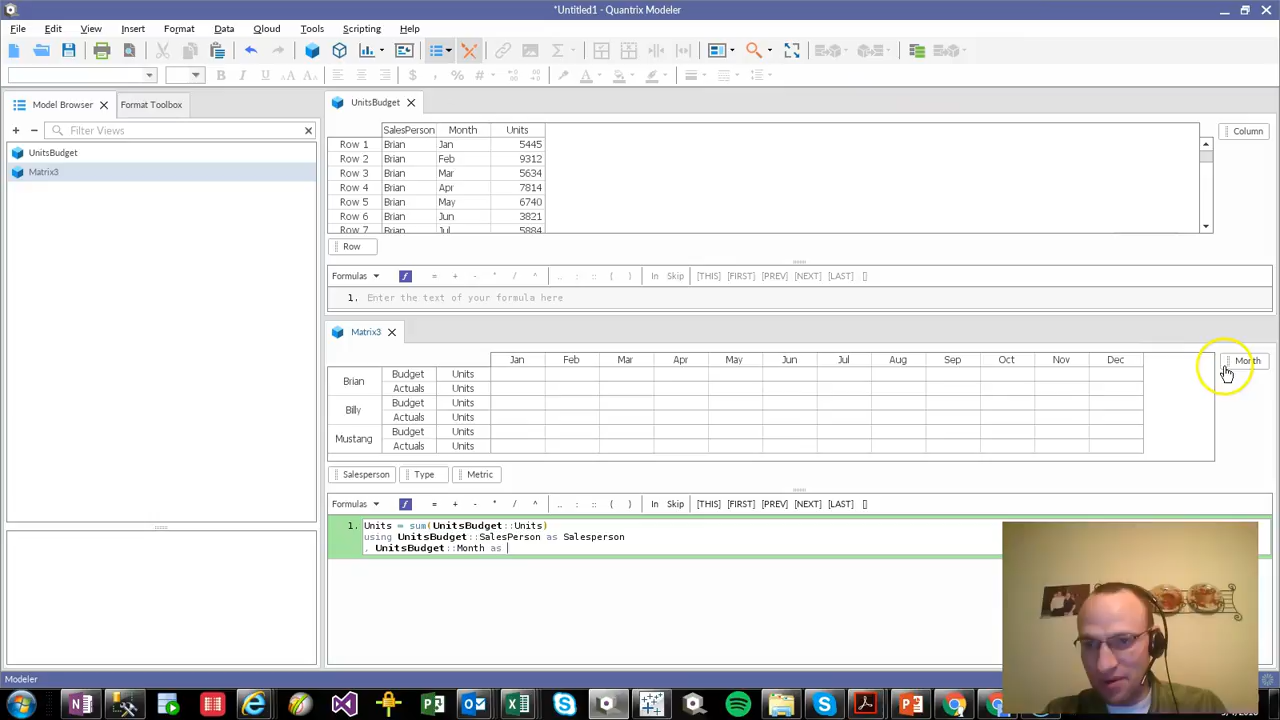 *Untitled1 - Quantrix Modeler
File Edit View Insert Format Data Qloud Tools Scripting Help
Model Browser Format Toolbox
Filter Views
UnitsBudget
Matrix3
UnitsBudget
SalesPerson Month Units
Row 1 Brian Jan 5445
Row 2 Brian Feb 9312
Row 3 Brian Mar 5634
Row 4 Brian Apr 7814
Row 5 Brian May 6740
Row 6 Brian Jun 3821
Row 7 Brian Jul 5884
Column
Row
Formulas = + - * / ^ .. : :: ( ) In Skip [THIS] [FIRST] [PREV] [NEXT] [LAST] []
1. Enter the text of your formula here
Matrix3
Jan Feb Mar Apr May Jun Jul Aug Sep Oct Nov Dec
Month
Brian Budget Units
Actuals Units
Billy Budget Units
Actuals Units
Mustang Budget Units
Actuals Units
Salesperson Type Metric
Formulas = + - * / ^ .. : :: ( ) In Skip [THIS] [FIRST] [PREV] [NEXT] [LAST] []
1. Units = sum(UnitsBudget::Units)
using UnitsBudget::SalesPerson as Salesperson
, UnitsBudget::Month as
Modeler